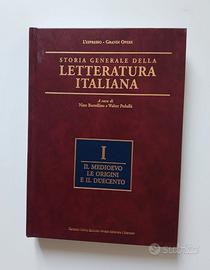 L'ESPRESSO - GRANDI OPERE
STORIA GENERALE DELLA
LETTERATURA
ITALIANA
A cura di
Nino Borsellino e Walter Pedullà
I
IL MEDIOEVO
LE ORIGINI
E IL DUECENTO
subito